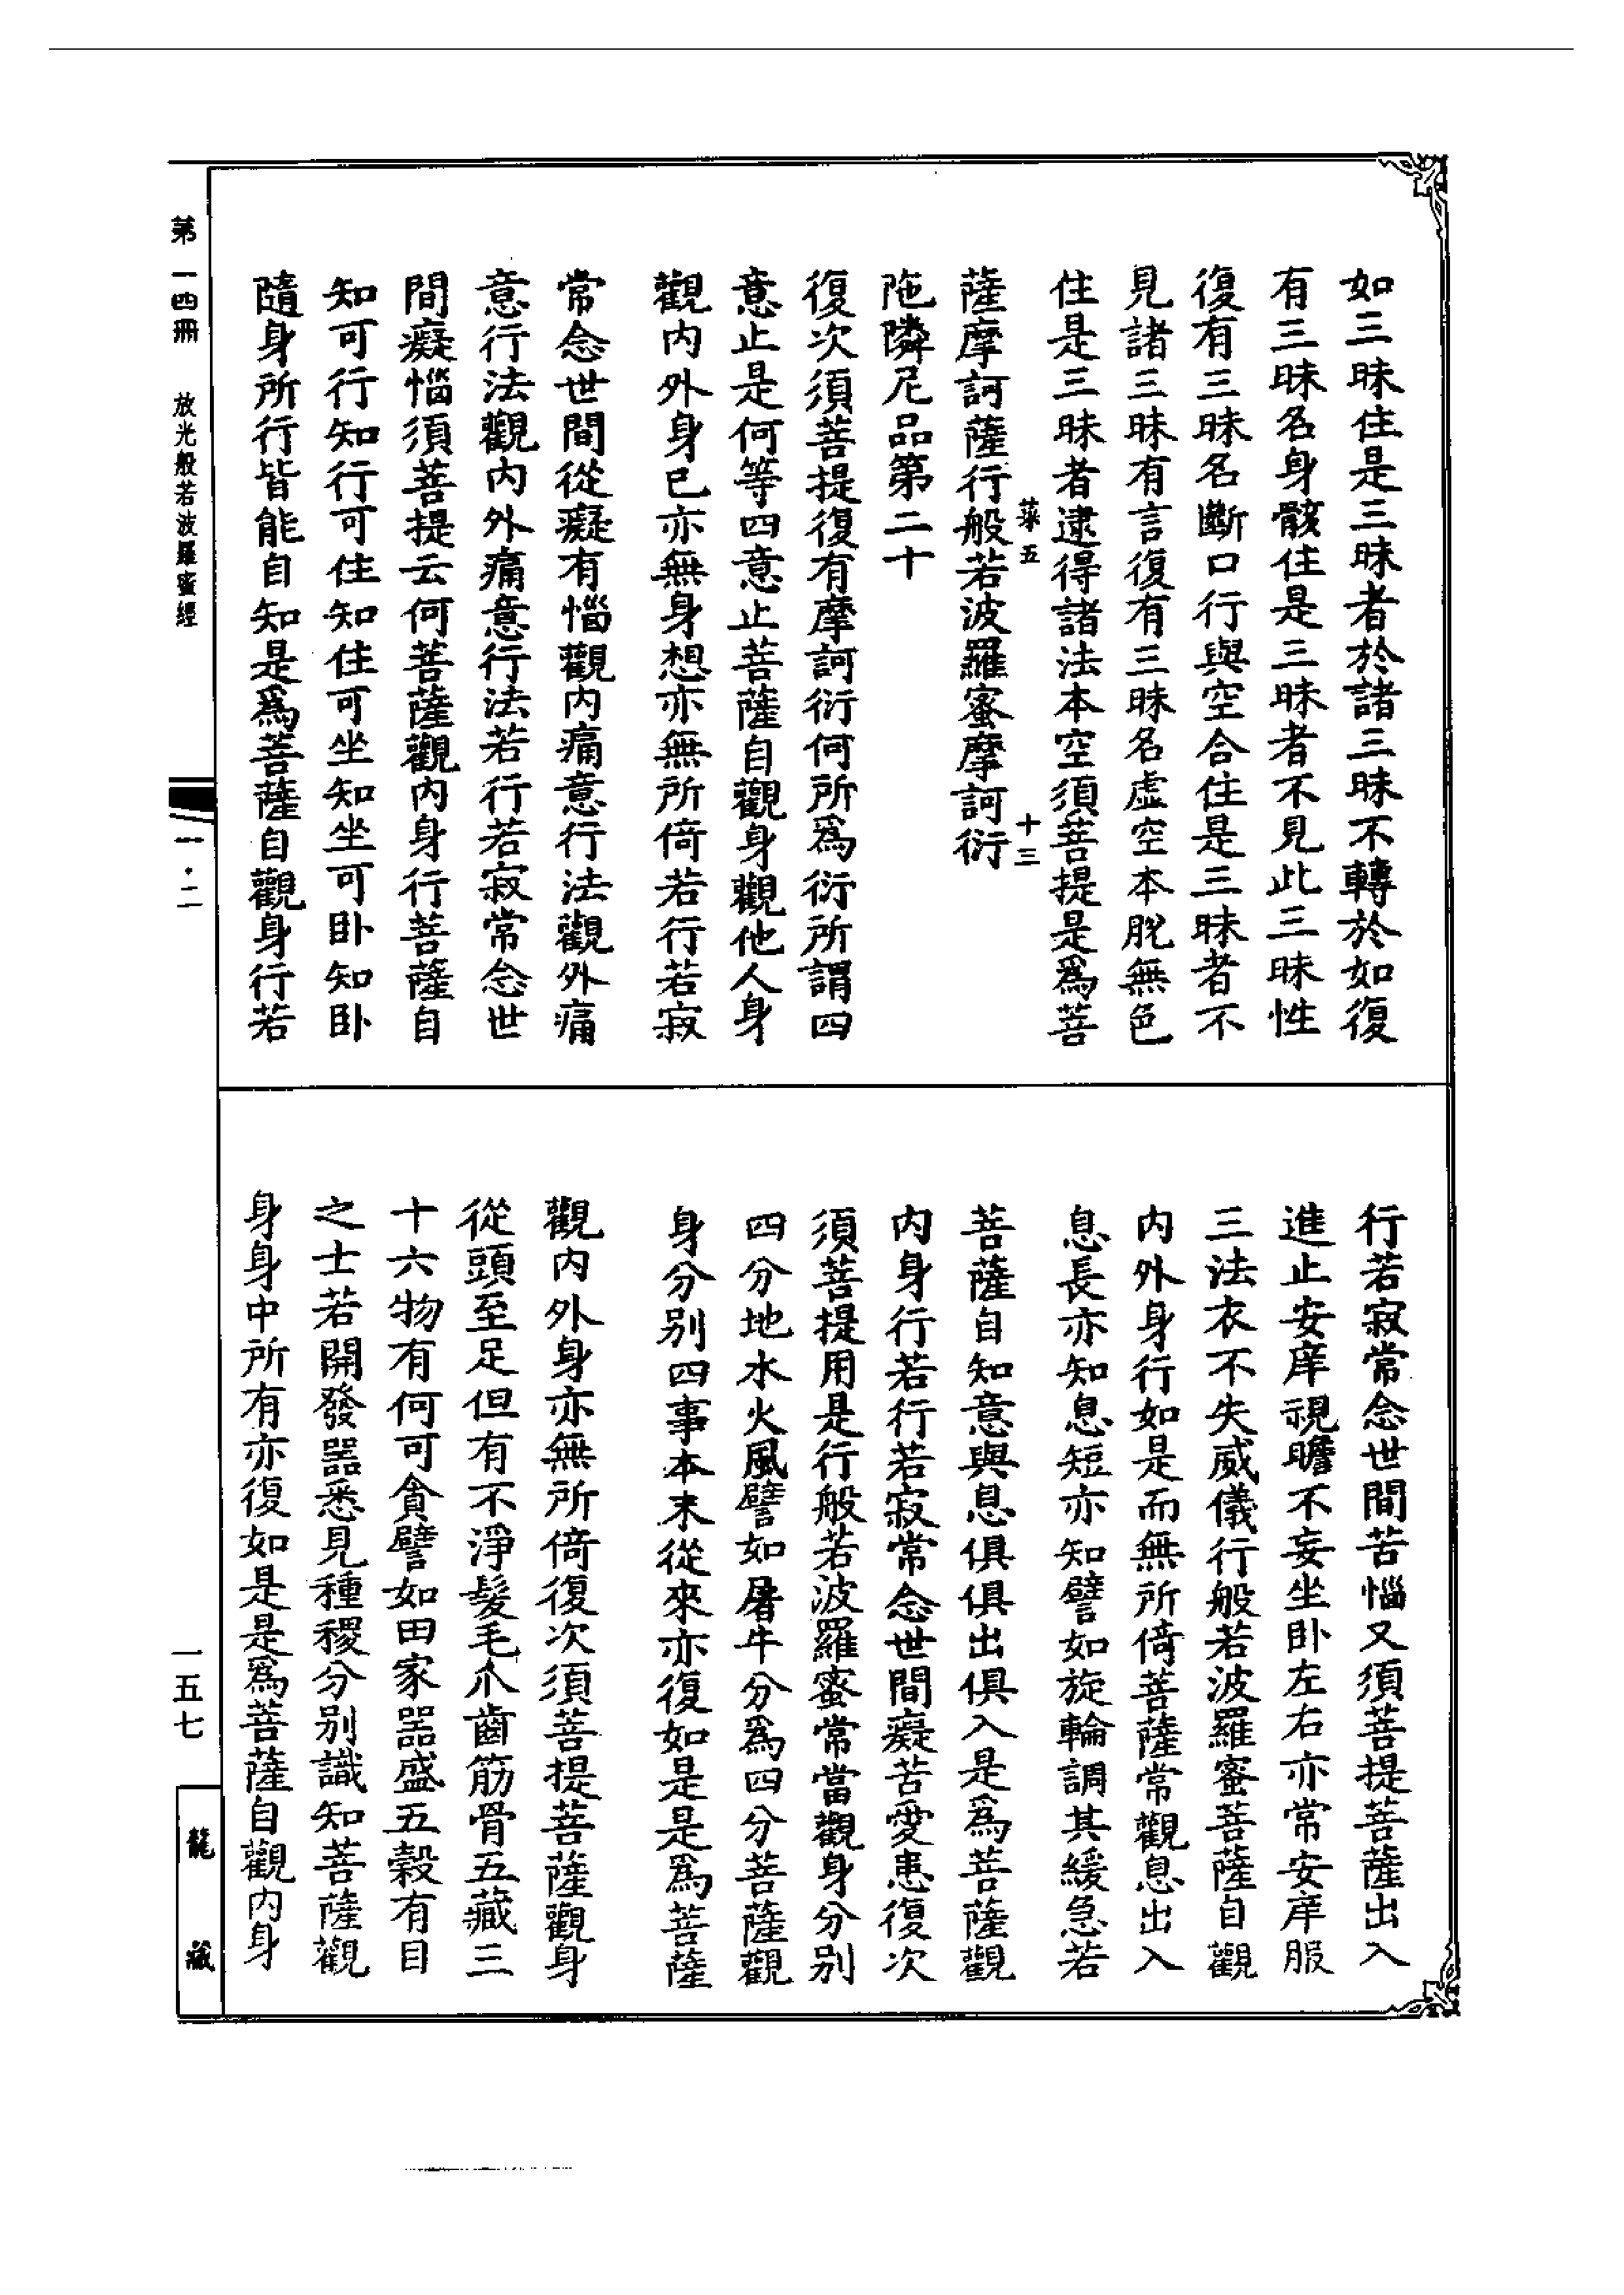 如三昧住是三昧者於諸三昧不轉於如復
有三昧名身骸住是三昧者不見此三昧性
復有三昧名斷口行與空合住是三昧者不
見諸三昧有言復有三昧名虛空本脫無色
住是三昧者逮得諸法本空須菩提是爲菩
菉五 十三
薩摩訶薩行般若波羅蜜摩訶衍
陁隣尼品第二十
復次須菩提復有摩訶衍何所爲衍所謂四
意止是何等四意止菩薩自觀身觀他人身
觀内外身已亦無身想亦無所倚若行若寂
常念世間從癡有惱觀内痛意行法觀外痛
意行法觀内外痛意行法若行若寂常念世
間癡惱須菩提云何菩薩觀内身行菩薩自
知可行知行可住知住可坐知坐可卧知卧
隨身所行皆能自知是爲菩薩自觀身行若
行若寂常念世間苦惱又須菩提菩薩出入
進止安庠視瞻不妄坐卧左右亦常安庠服
三法衣不失威儀行般若波羅蜜菩薩自觀
内外身行如是而無所倚菩薩常觀息出入
息長亦知息短亦知譬如旋輪調其緩急若
菩薩自知意與息俱俱出俱入是爲菩薩觀
内身行若行若寂常念世間癡苦愛恚復次
須菩提用是行般若波羅蜜常當觀身分别
四分地水火風譬如屠牛分爲四分菩薩觀
身分别四事本末從來亦復如是是爲菩薩
觀内外身亦無所倚復次須菩提菩薩觀身
從頭至足但有不淨髮毛爪齒筋骨五藏三
十六物有何可貪譬如田家器盛五穀有目
之士若開發器悉見種稷分别識知菩薩觀
身身中所有亦復如是是爲菩薩自觀内身
第一四冊 放光般若波羅蜜經
一·二
一五七
龍藏